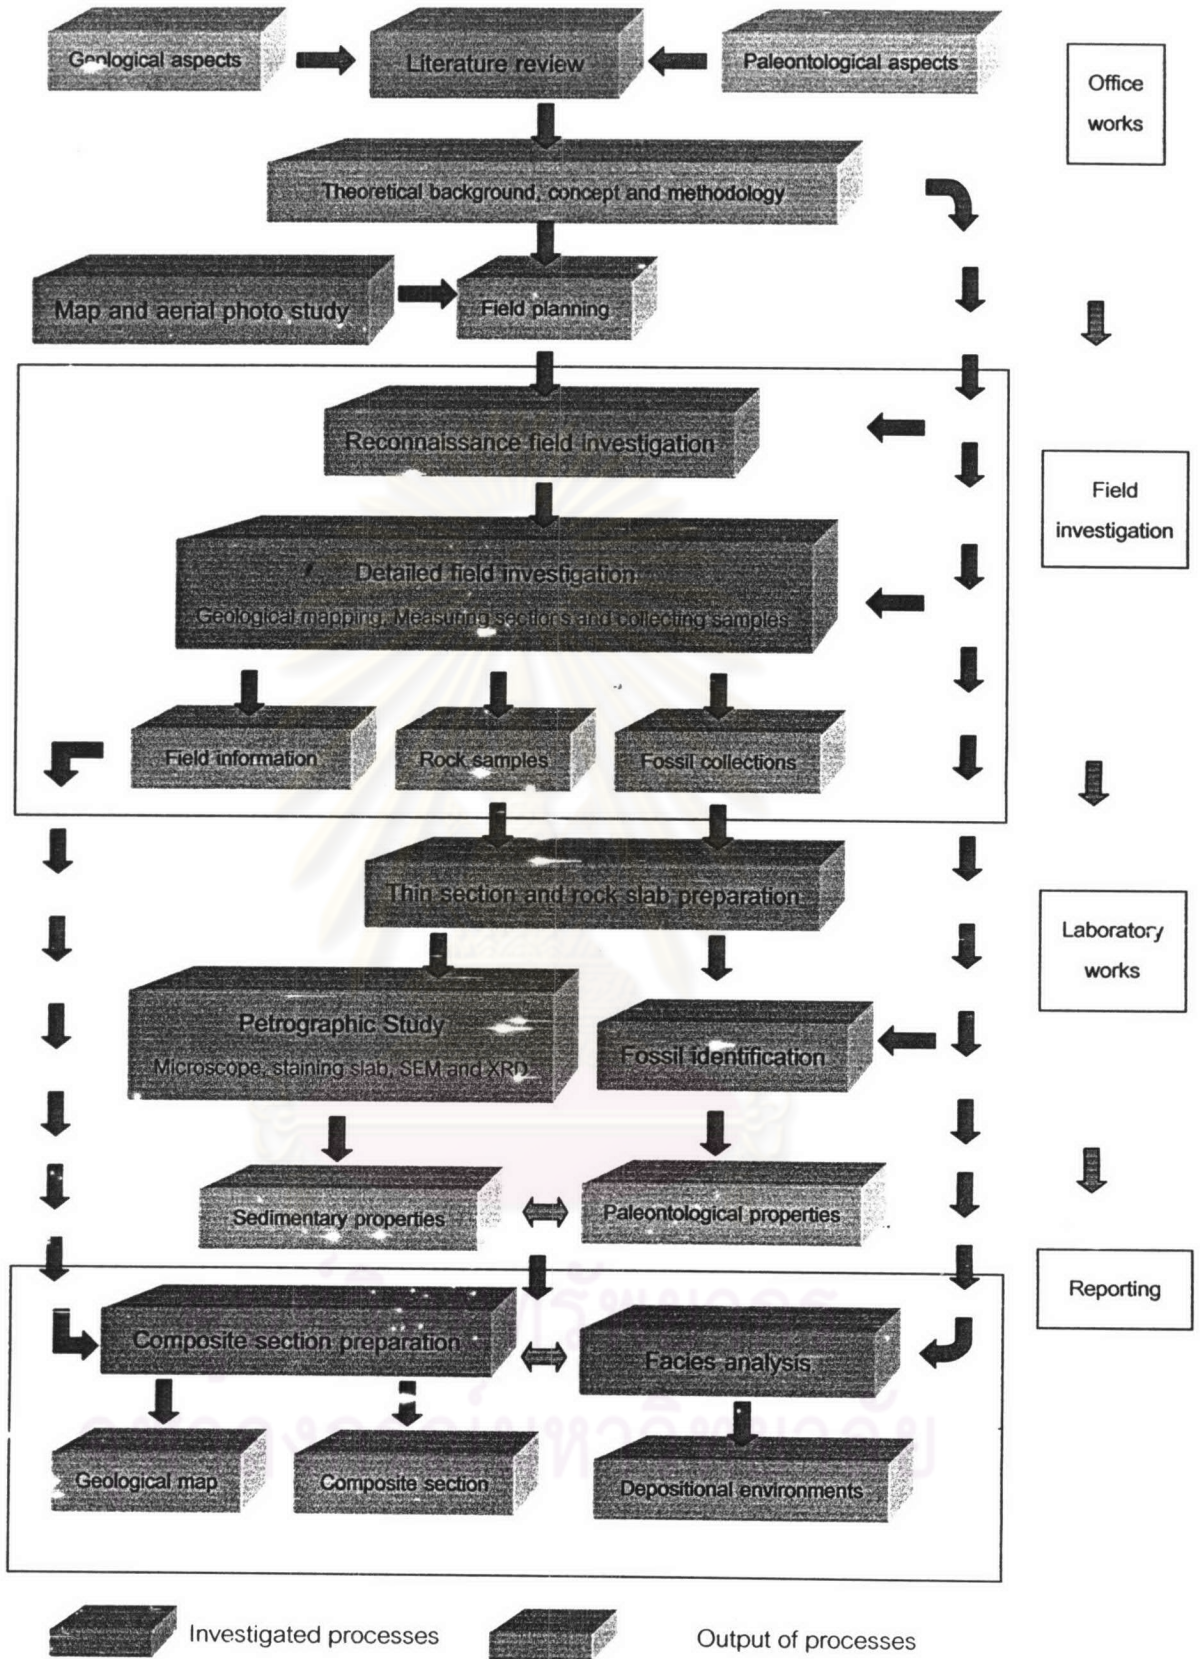 Geological aspects
Literature review
Paleontological aspects
Office
works
Theoretical background, concept and methodology
Map and aerial photo study
Field planning
Reconnaissance field investigation
Field
investigation
Detailed field investigation
Geological mapping, Measuring sections and collecting samples
Field information
Rock samples
Fossil collections
Thin section and rock slab preparation
Laboratory
works
Petrographic Study
Microscope, staining slab, SEM and XRD
Fossil identification
Sedimentary properties
Paleontological properties
Reporting
Composite section preparation
Facies analysis
Geological map
Composite section
Depositional environments
Investigated processes
Output of processes